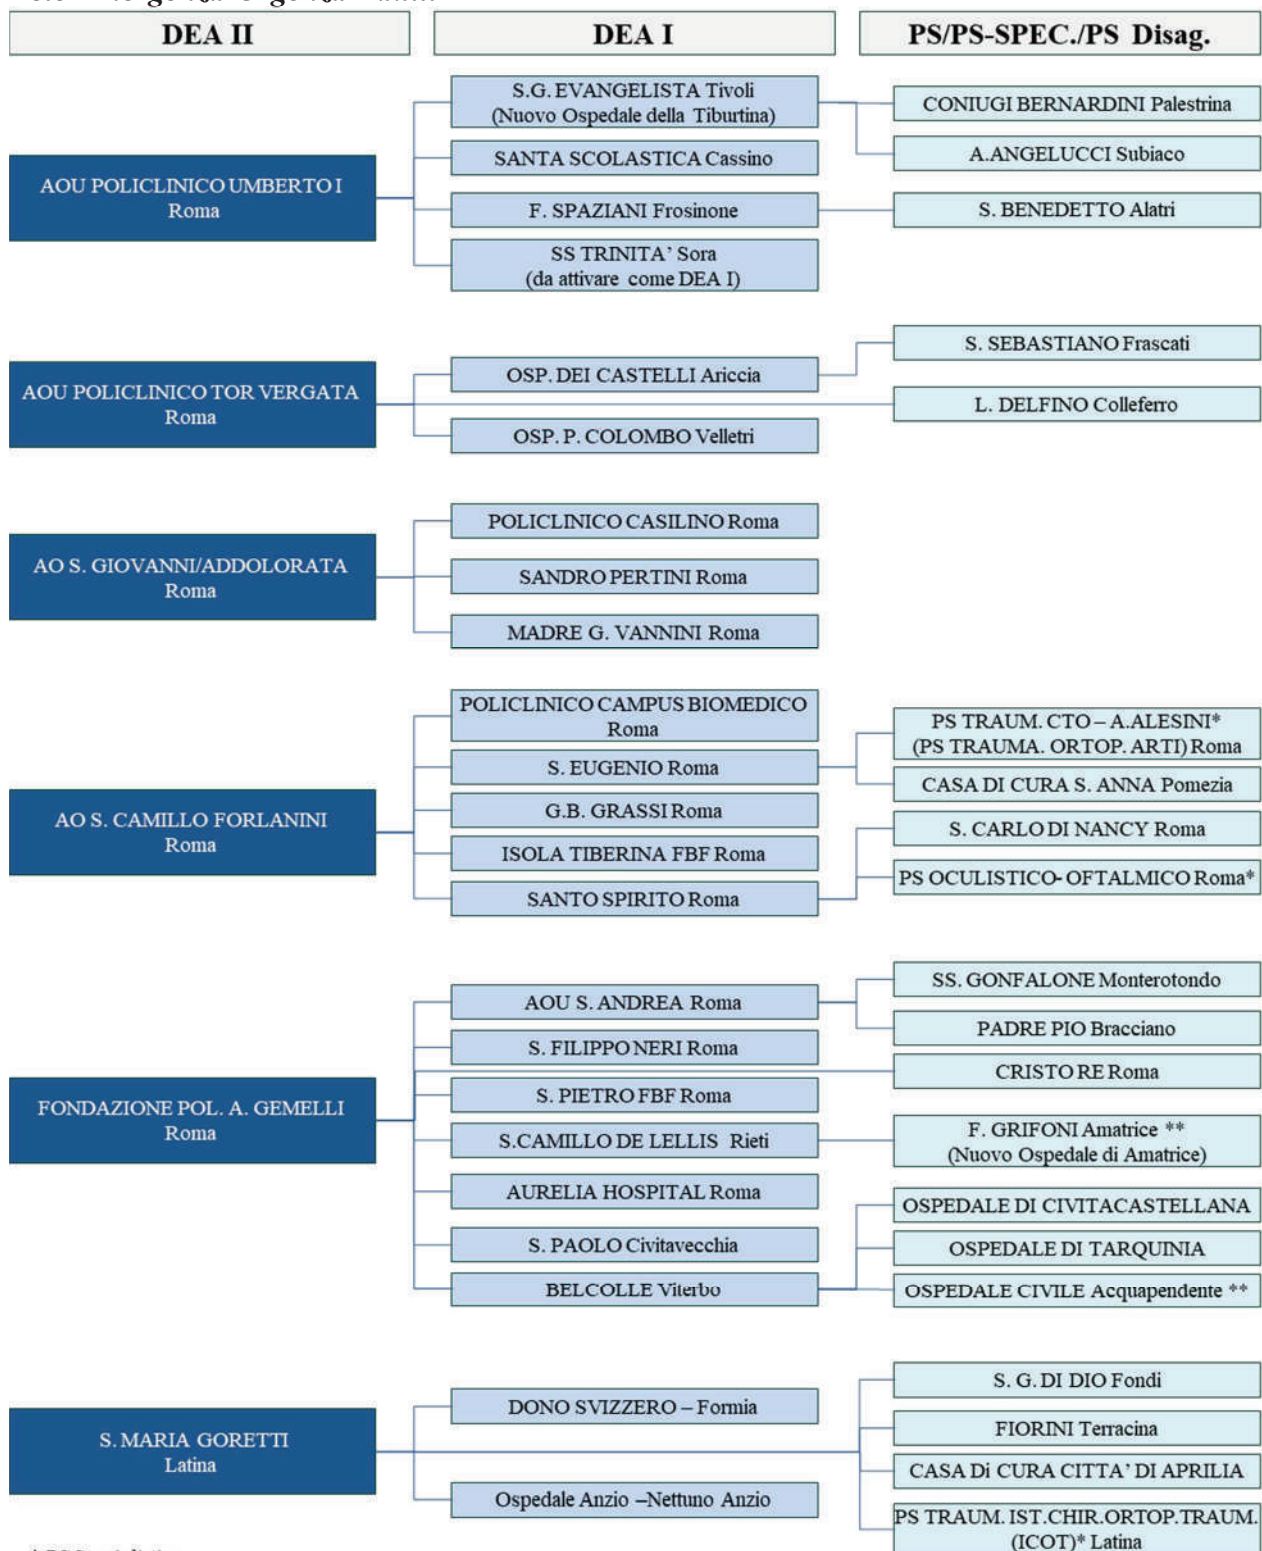 DEA II
DEA I
PS/PS-SPEC./PS Disag.
AOU POLICLINICO UMBERTO I
Roma
S.G. EVANGELISTA Tivoli
(Nuovo Ospedale della Tiburtina)
SANTA SCOLASTICA Cassino
F. SPAZIANI Frosinone
SS TRINITA’ Sora
(da attivare come DEA I)
CONIUGI BERNARDINI Palestrina
A.ANGELUCCI Subiaco
S. BENEDETTO Alatri
AOU POLICLINICO TOR VERGATA
Roma
OSP. DEI CASTELLI Ariccia
OSP. P. COLOMBO Velletri
S. SEBASTIANO Frascati
L. DELFINO Colleferro
AO S. GIOVANNI/ADDOLORATA
Roma
POLICLINICO CASILINO Roma
SANDRO PERTINI Roma
MADRE G. VANNINI Roma
AO S. CAMILLO FORLANINI
Roma
POLICLINICO CAMPUS BIOMEDICO
Roma
S. EUGENIO Roma
G.B. GRASSI Roma
ISOLA TIBERINA FBF Roma
SANTO SPIRITO Roma
PS TRAUM. CTO – A.ALESINI*
(PS TRAUMA. ORTOP. ARTI) Roma
CASA DI CURA S. ANNA Pomezia
S. CARLO DI NANCY Roma
PS OCULISTICO- OFTALMICO Roma*
FONDAZIONE POL. A. GEMELLI
Roma
AOU S. ANDREA Roma
S. FILIPPO NERI Roma
S. PIETRO FBF Roma
S.CAMILLO DE LELLIS Rieti
AURELIA HOSPITAL Roma
S. PAOLO Civitavecchia
BELCOLLE Viterbo
SS. GONFALONE Monterotondo
PADRE PIO Bracciano
CRISTO RE Roma
F. GRIFONI Amatrice **
(Nuovo Ospedale di Amatrice)
OSPEDALE DI CIVITACASTELLANA
OSPEDALE DI TARQUINIA
OSPEDALE CIVILE Acquapendente **
S. MARIA GORETTI
Latina
DONO SVIZZERO – Formia
Ospedale Anzio –Nettuno Anzio
S. G. DI DIO Fondi
FIORINI Terracina
CASA Di CURA CITTA’ DI APRILIA
PS TRAUM. IST.CHIR.ORTOP.TRAUM.
(ICOT)* Latina